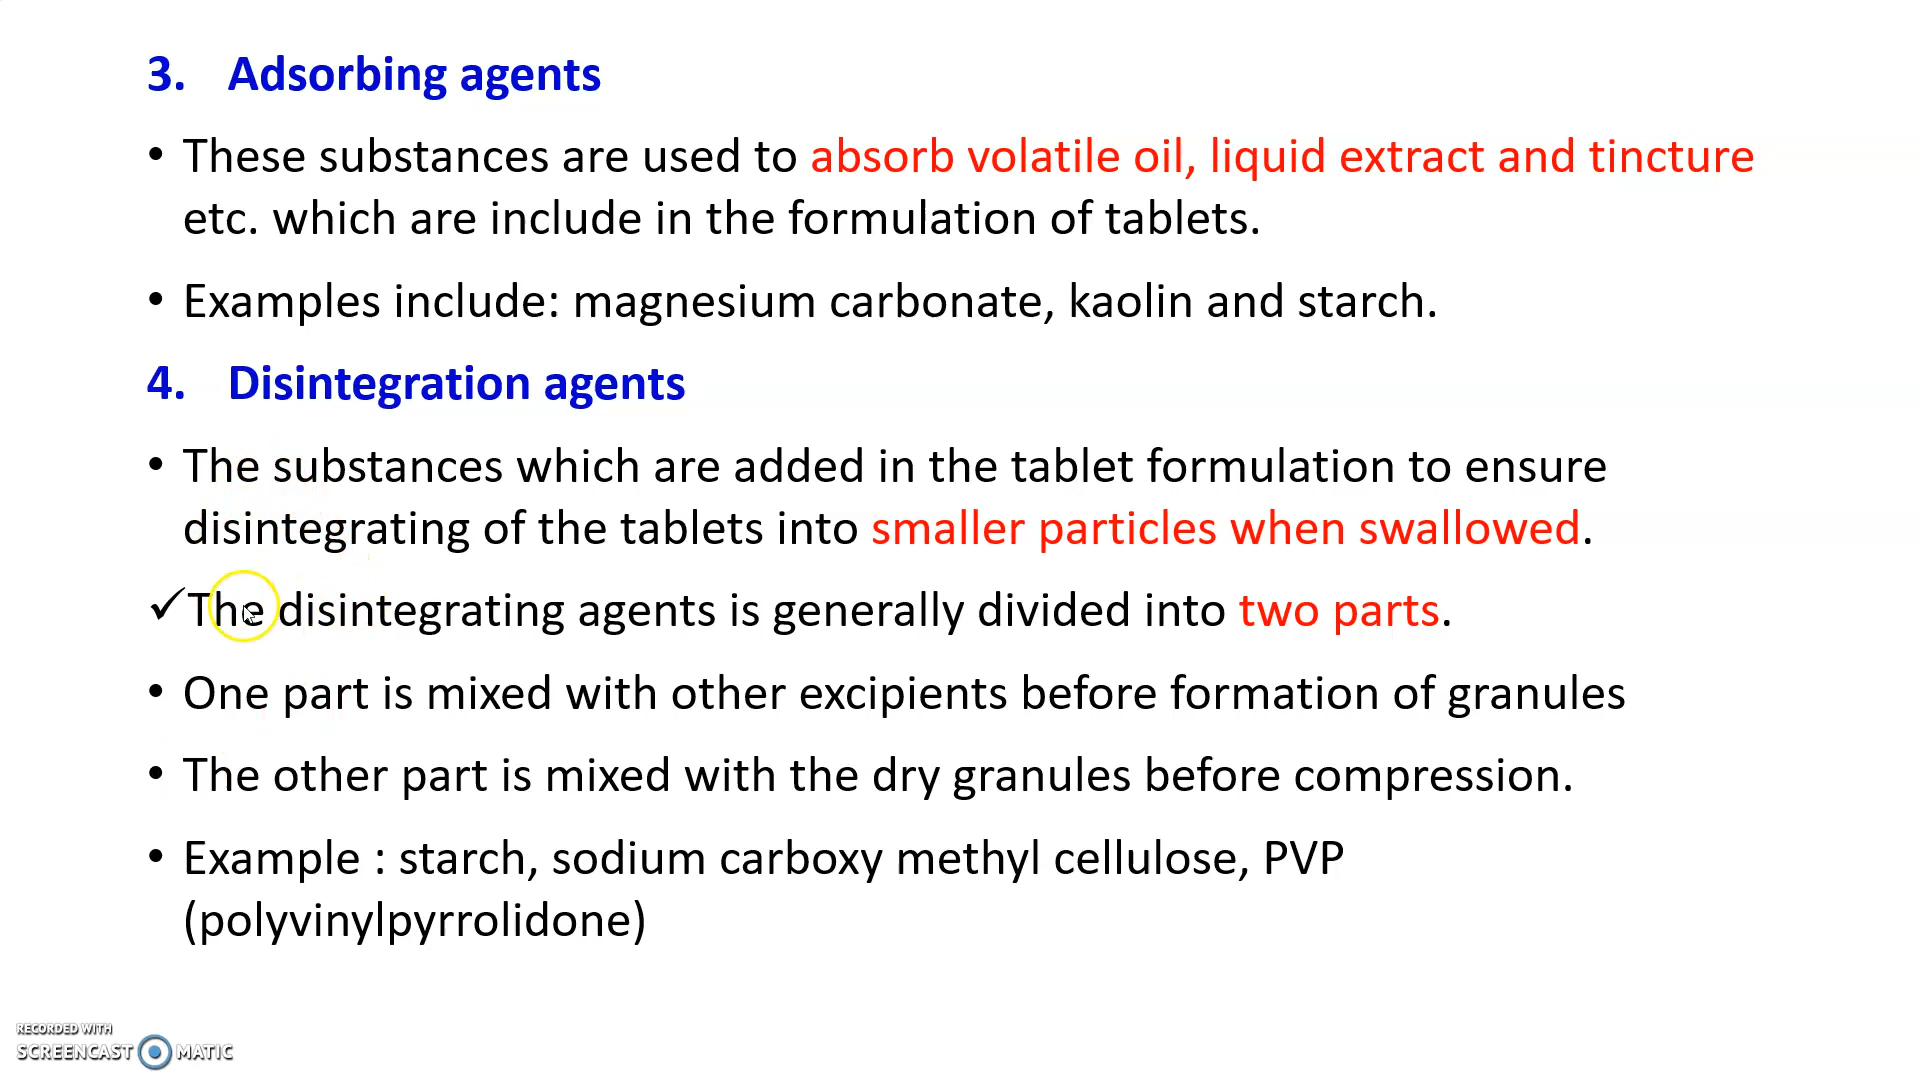 3. Adsorbing agents
• These substances are used to absorb volatile oil, liquid extract and tincture
etc. which are include in the formulation of tablets.
• Examples include: magnesium carbonate, kaolin and starch.
4. Disintegration agents
• The substances which are added in the tablet formulation to ensure
disintegrating of the tablets into smaller particles when swallowed.
✓The disintegrating agents is generally divided into two parts.
• One part is mixed with other excipients before formation of granules
• The other part is mixed with the dry granules before compression.
• Example : starch, sodium carboxy methyl cellulose, PVP
(polyvinylpyrrolidone)
RECORDED WITH
SCREENCAST MATIC